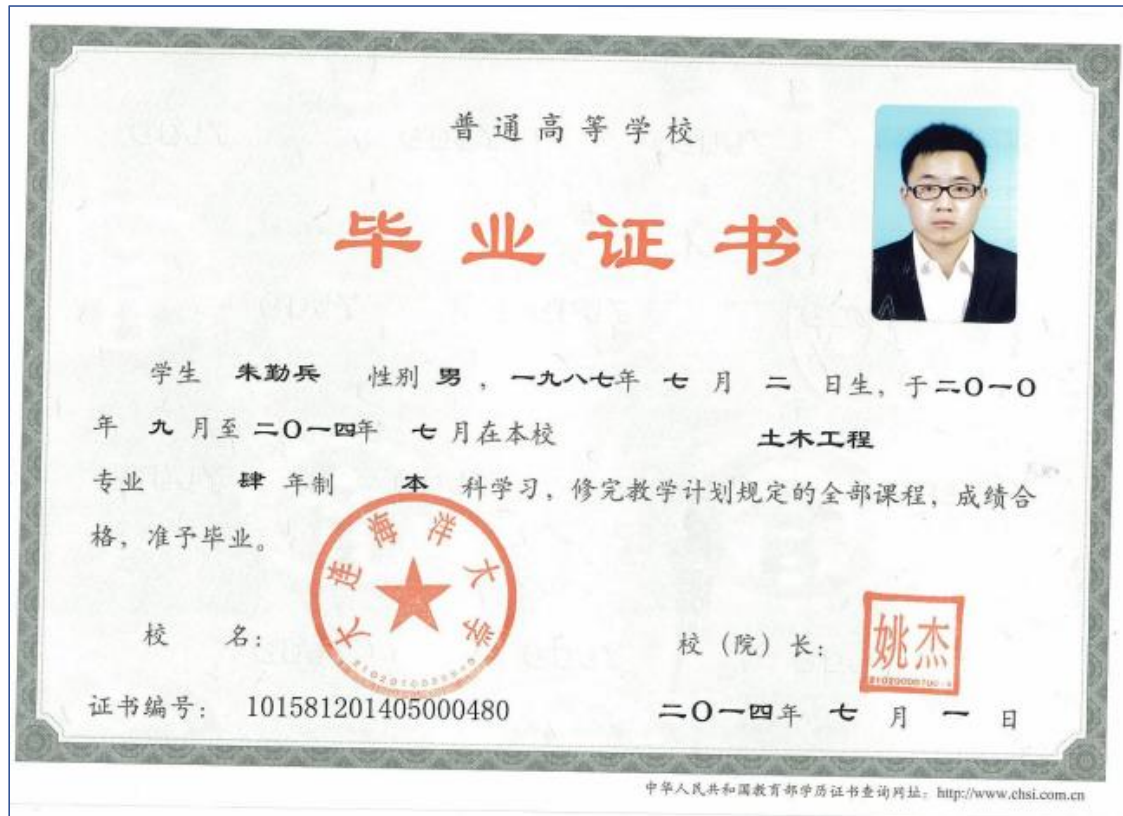 普通高等学校
毕业证书
学生 朱勤兵 性别 男 ，一九八七年 七 月 二 日生，于二〇一〇
年 九 月至 二〇一四年 七 月在本校 土木工程
专业 肆 年制 本 科学习，修完教学计划规定的全部课程，成绩合
格，准予毕业。
大连海洋大学
校 名：
校（院）长：
姚杰
证书编号： 101581201405000480
二〇一四年 七 月 一 日
中华人民共和国教育部学历证书查询网址：http://www.chsi.com.cn